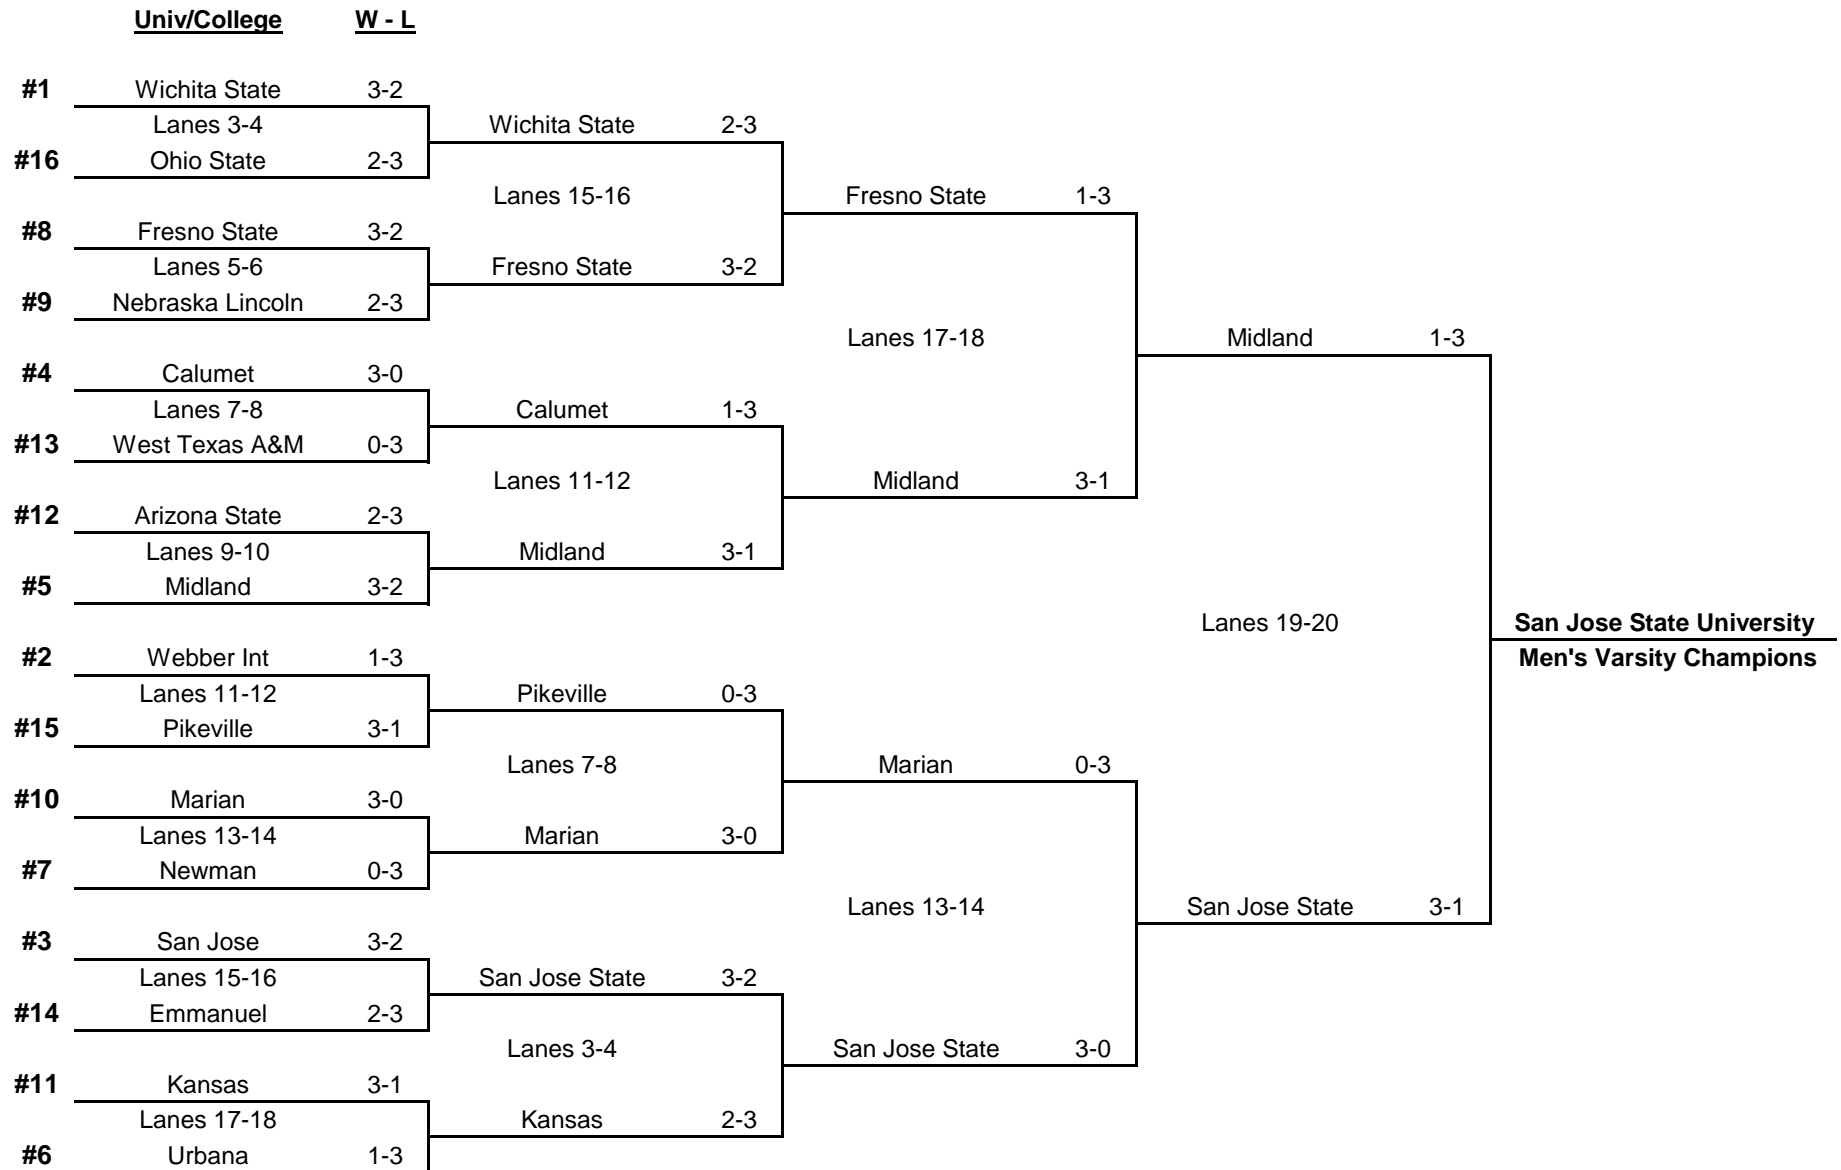 Univ/College W - L
#1 Wichita State 3-2
Lanes 3-4 Wichita State 2-3
#16 Ohio State 2-3
Lanes 15-16 Fresno State 1-3
#8 Fresno State 3-2
Lanes 5-6 Fresno State 3-2
#9 Nebraska Lincoln 2-3
Lanes 17-18 Midland 1-3
#4 Calumet 3-0
Lanes 7-8 Calumet 1-3
#13 West Texas A&M 0-3
Lanes 11-12 Midland 3-1
#12 Arizona State 2-3
Lanes 9-10 Midland 3-1
#5 Midland 3-2
Lanes 19-20 San Jose State University
#2 Webber Int 1-3 Men's Varsity Champions
Lanes 11-12 Pikeville 0-3
#15 Pikeville 3-1
Lanes 7-8 Marian 0-3
#10 Marian 3-0
Lanes 13-14 Marian 3-0
#7 Newman 0-3
Lanes 13-14 San Jose State 3-1
#3 San Jose 3-2
Lanes 15-16 San Jose State 3-2
#14 Emmanuel 2-3
Lanes 3-4 San Jose State 3-0
#11 Kansas 3-1
Lanes 17-18 Kansas 2-3
#6 Urbana 1-3